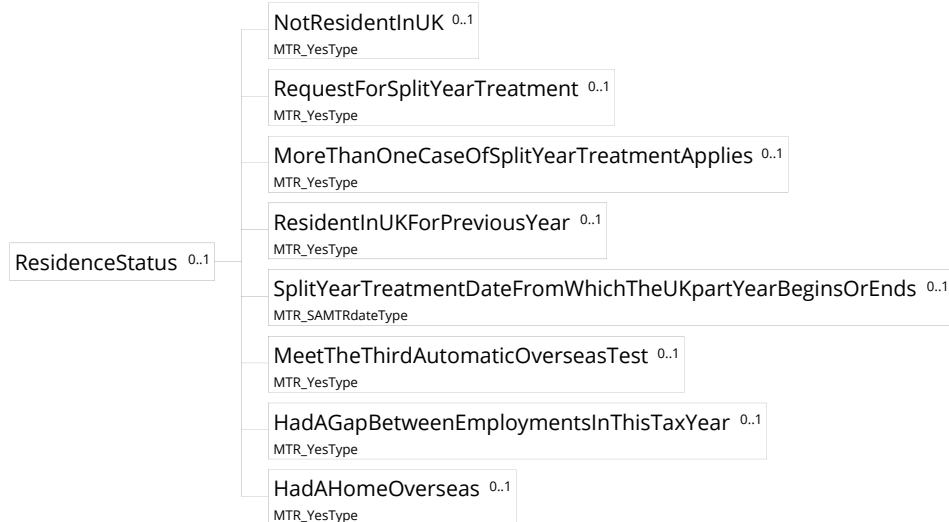 NotResidentInUK 0..1
MTR_YesType
RequestForSplitYearTreatment 0..1
MTR_YesType
MoreThanOneCaseOfSplitYearTreatmentApplies 0..1
MTR_YesType
ResidentInUKForPreviousYear 0..1
MTR_YesType
ResidenceStatus 0..1
SplitYearTreatmentDateFromWhichTheUKpartYearBeginsOrEnds 0..1
MTR_SAMTRdateType
MeetTheThirdAutomaticOverseasTest 0..1
MTR_YesType
HadAGapBetweenEmploymentsInThisTaxYear 0..1
MTR_YesType
HadAHomeOverseas 0..1
MTR_YesType